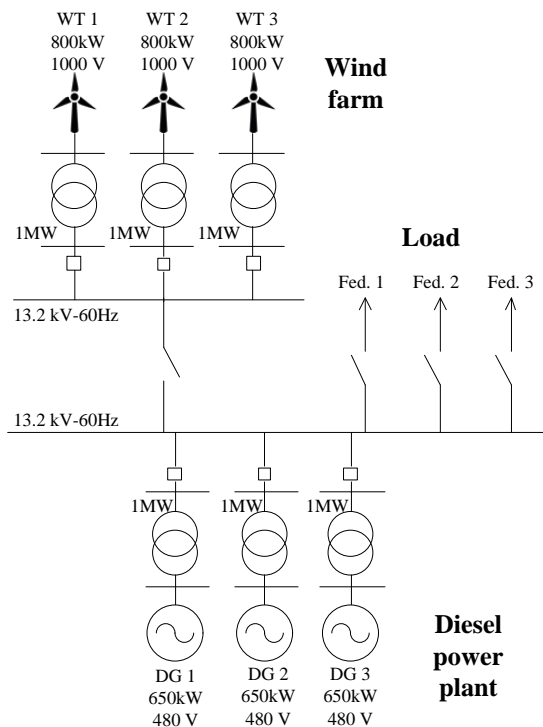 WT 1 WT 2 WT 3
800kW 800kW 800kW
1000 V 1000 V 1000 V
Wind
farm
1MW 1MW 1MW
Load
Fed. 1 Fed. 2 Fed. 3
13.2 kV-60Hz
13.2 kV-60Hz
1MW 1MW 1MW
Diesel
power
plant
DG 1 DG 2 DG 3
650kW 650kW 650kW
480 V 480 V 480 V